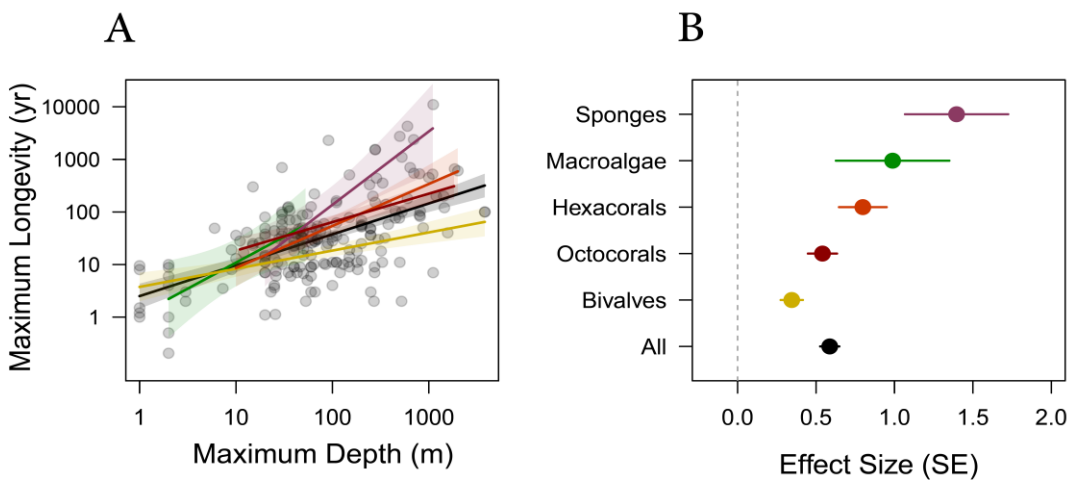 A
Maximum Longevity (yr)
10000
1000
100
10
1
1 10 100 1000
Maximum Depth (m)
B
Sponges
Macroalgae
Hexacorals
Octocorals
Bivalves
All
0.0 0.5 1.0 1.5 2.0
Effect Size (SE)